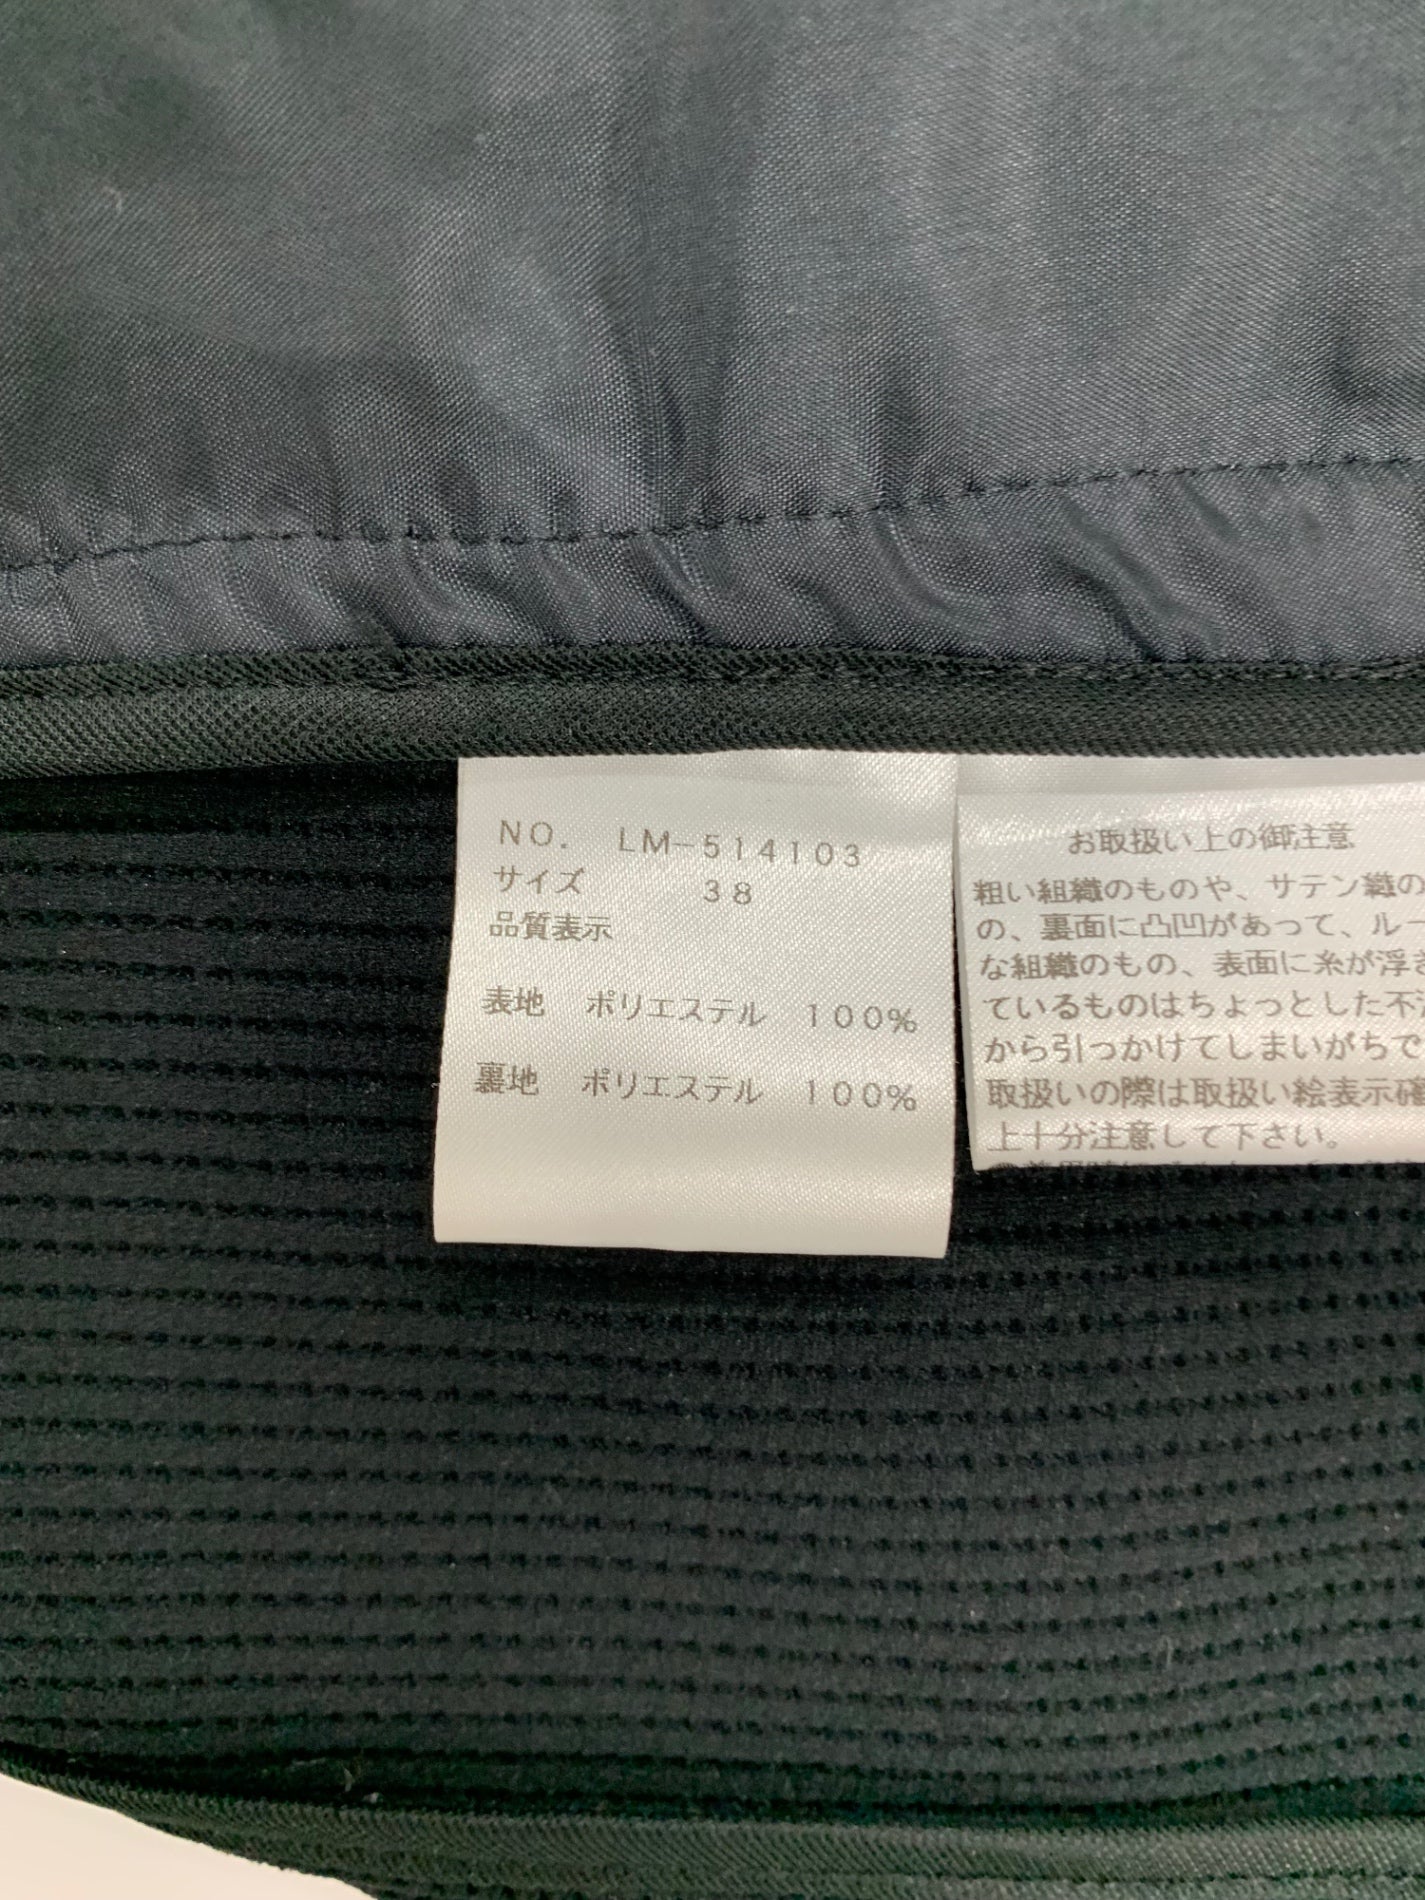 NO. LM-514103
サイズ 38
品質表示
表地 ポリエステル 100%
裏地 ポリエステル 100%
お取扱い上の御注意
粗い組織のものや、サテン織の
の、裏面に凸凹があって、ルー
な組織のもの、表面に糸が浮き
ているものはちょっとした不
から引っかけてしまいがちで
取扱いの際は取扱い絵表示確
上十分注意して下さい。